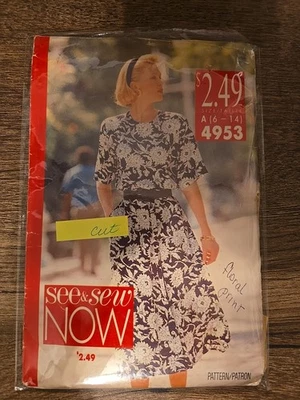 $2.49
A (6 - 14)
4953
cut
floral
print
see & sew
NOW
$2.49
PATTERN/PATRON